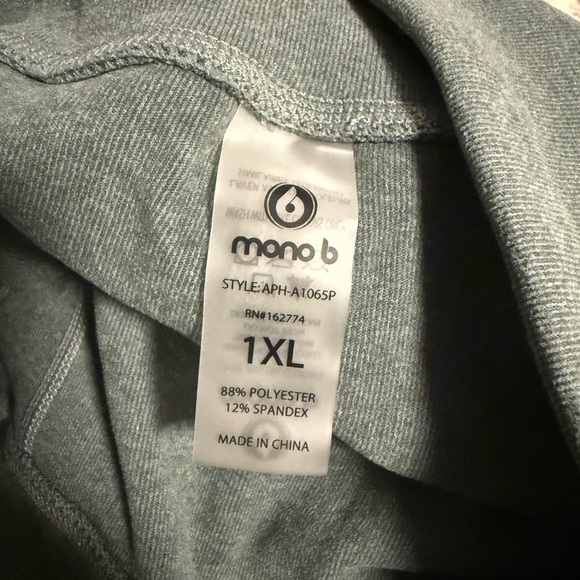 mono b
STYLE: APH-A1065P
RN#162774
1XL
88% POLYESTER
12% SPANDEX
MADE IN CHINA